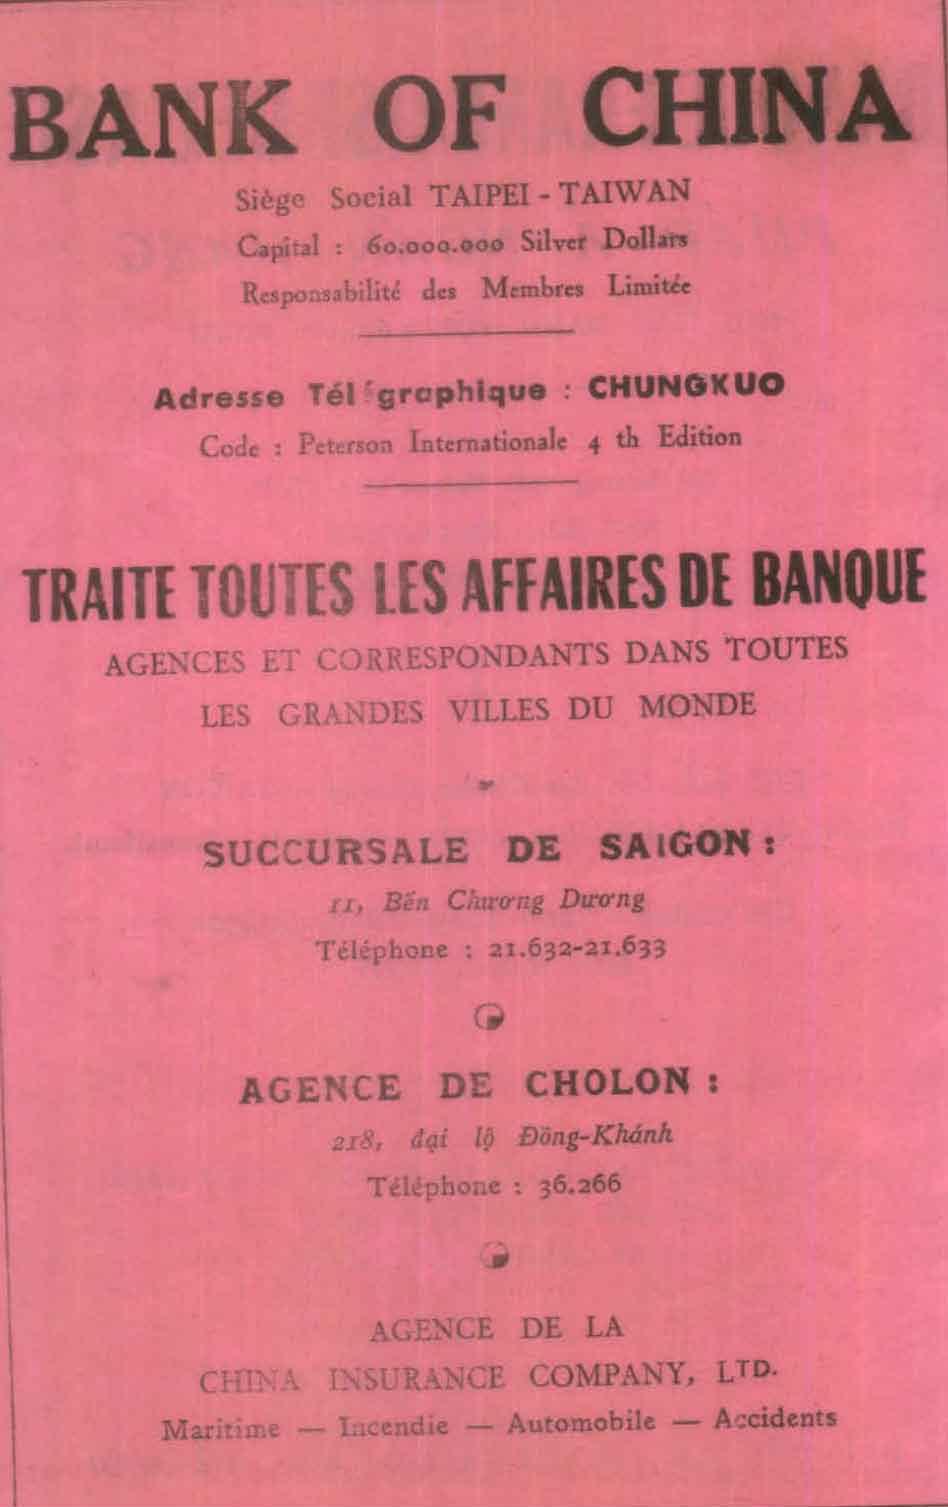 BANK OF CHINA
Siège Social TAIPEI - TAIWAN
Capital : 60.000.000 Silver Dollars
Responsabilité des Membres Limitée
Adresse Télégraphique : CHUNGKUO
Code : Peterson Internationale 4 th Edition
TRAITE TOUTES LES AFFAIRES DE BANQUE
AGENCES ET CORRESPONDANTS DANS TOUTES
LES GRANDES VILLES DU MONDE
SUCCURSALE DE SAIGON :
11, Bến Chương Dương
Téléphone : 21.632-21.633
AGENCE DE CHOLON :
218, đại lộ Đồng-Khánh
Téléphone : 36.266
AGENCE DE LA
CHINA INSURANCE COMPANY, LTD.
Maritime — Incendie — Automobile — Accidents